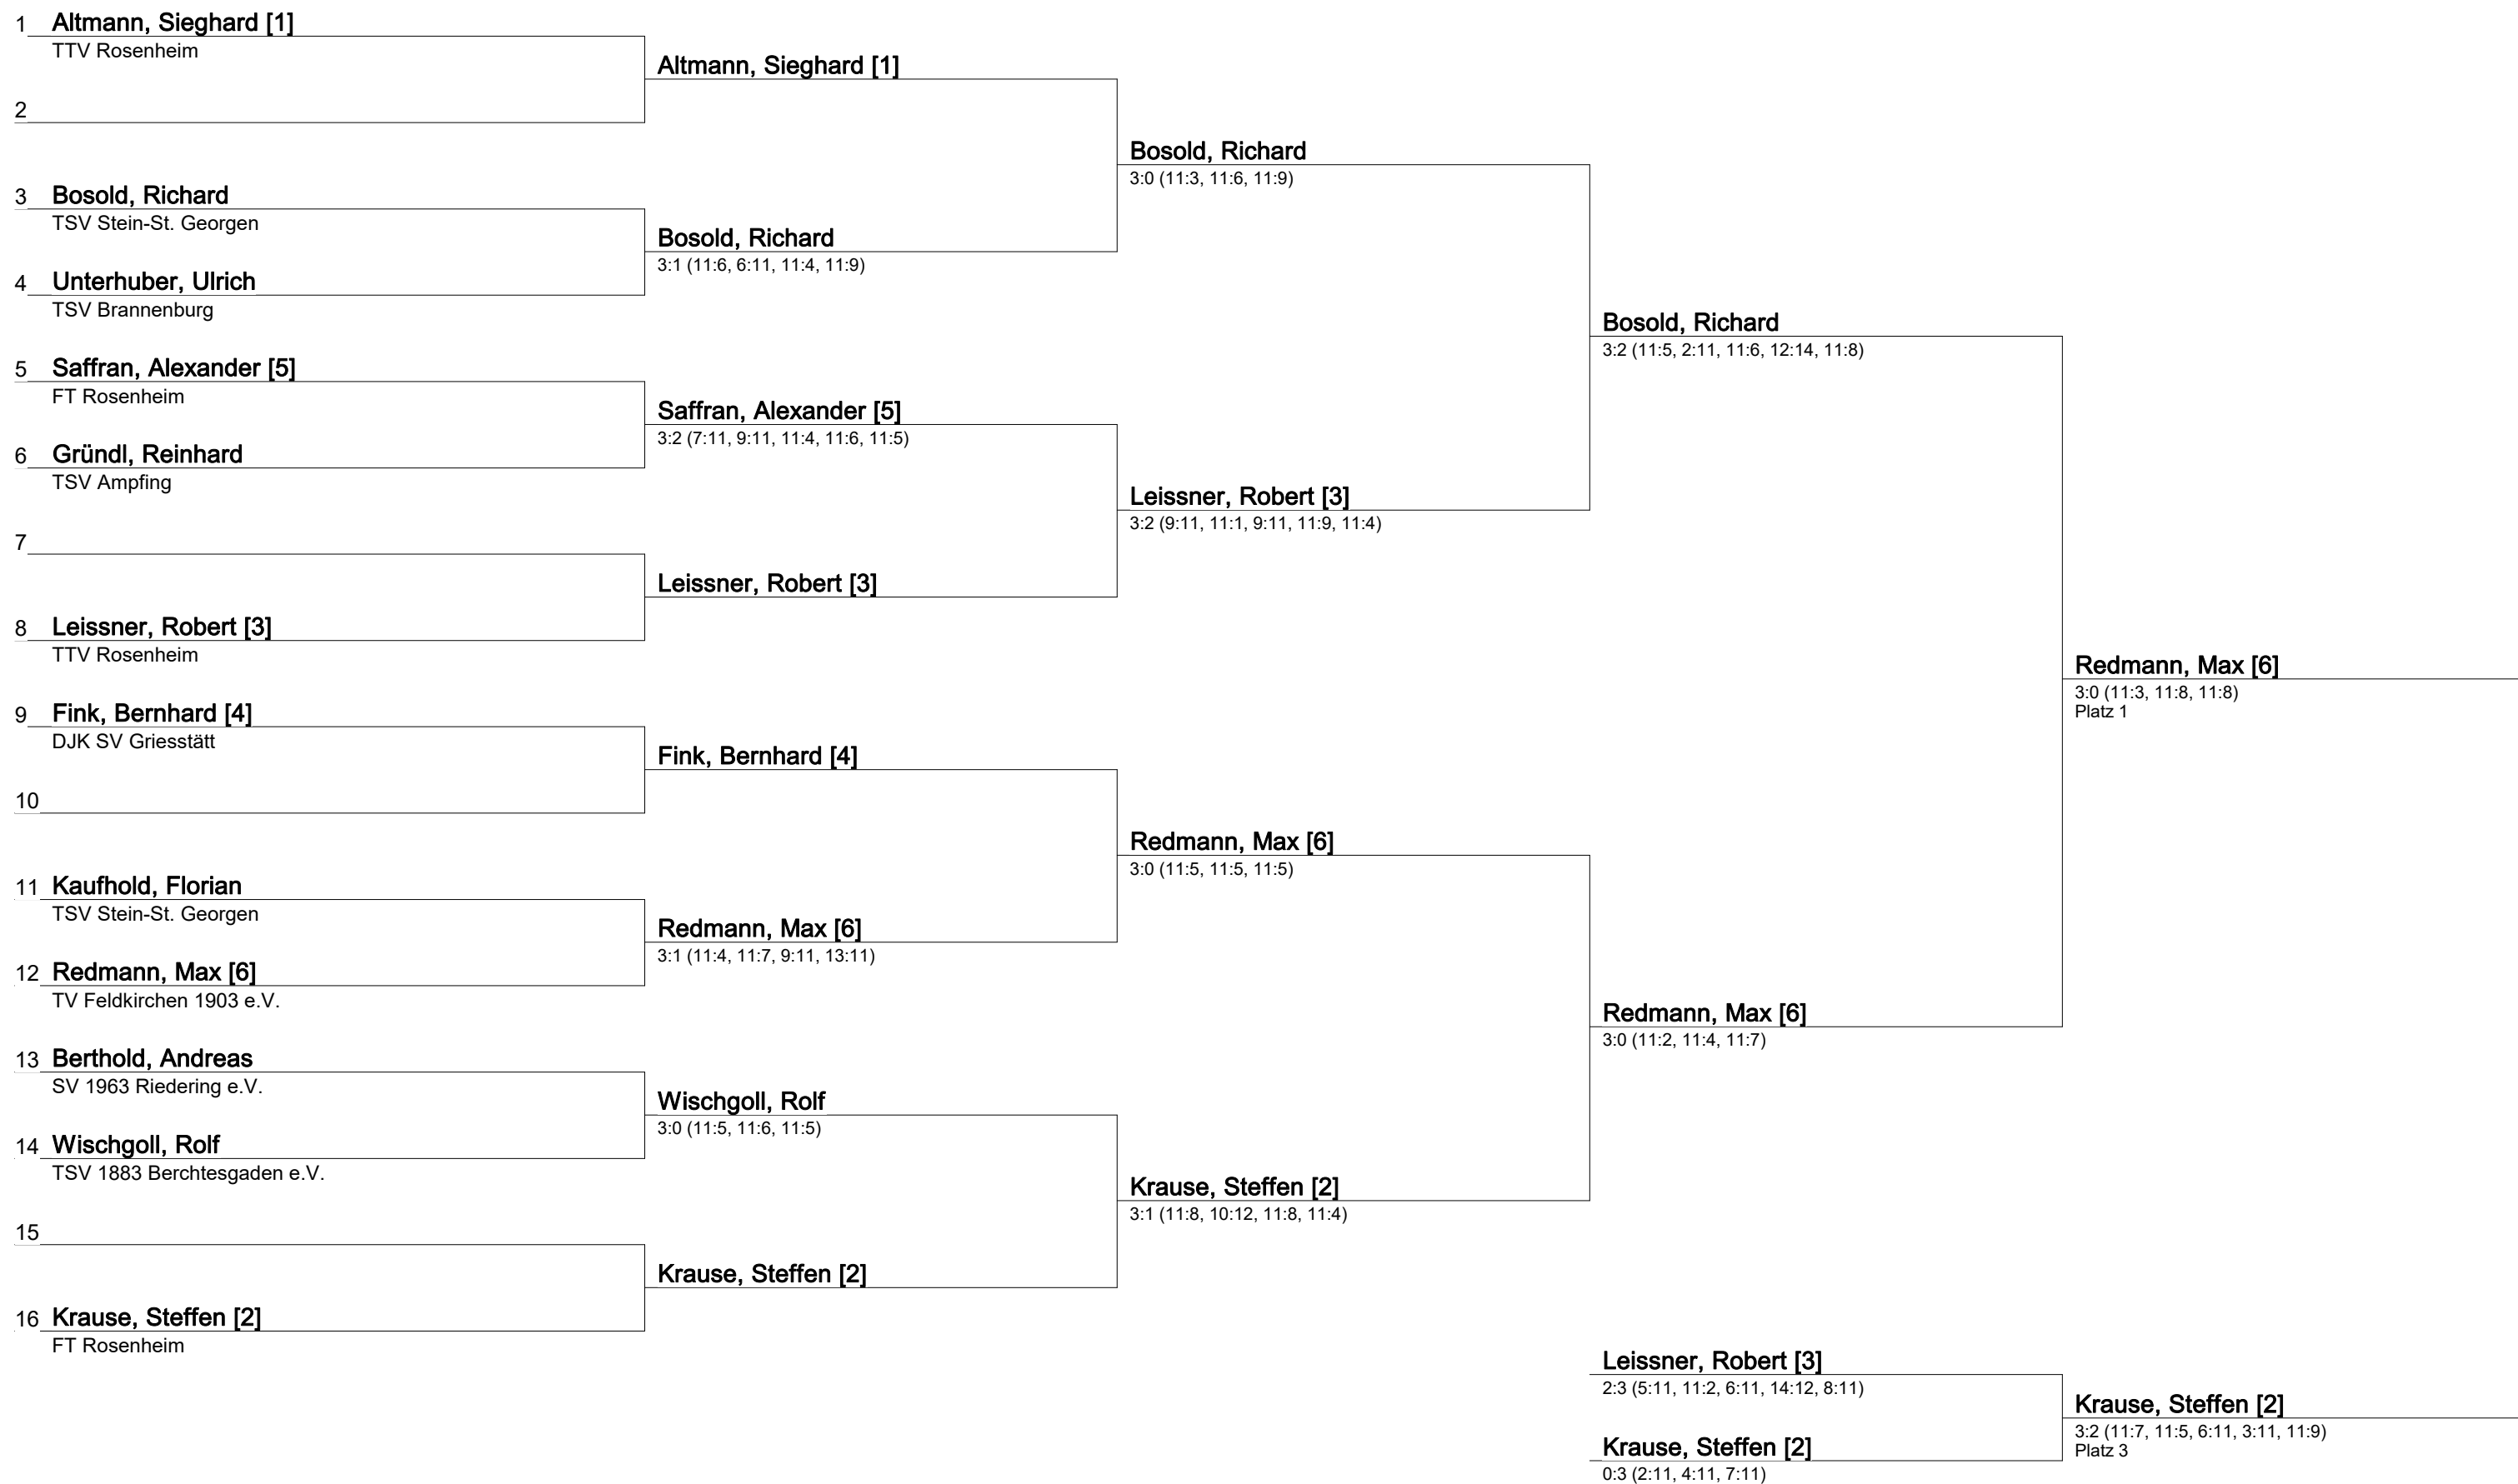 1 Altmann, Sieghard [1]
TTV Rosenheim
Altmann, Sieghard [1]
2
Bosold, Richard
3:0 (11:3, 11:6, 11:9)
3 Bosold, Richard
TSV Stein-St. Georgen
Bosold, Richard
3:1 (11:6, 6:11, 11:4, 11:9)
4 Unterhuber, Ulrich
TSV Brannenburg
Bosold, Richard
3:2 (11:5, 2:11, 11:6, 12:14, 11:8)
5 Saffran, Alexander [5]
FT Rosenheim
Saffran, Alexander [5]
3:2 (7:11, 9:11, 11:4, 11:6, 11:5)
6 Gründl, Reinhard
TSV Ampfing
Leissner, Robert [3]
3:2 (9:11, 11:1, 9:11, 11:9, 11:4)
7
Leissner, Robert [3]
8 Leissner, Robert [3]
TTV Rosenheim
Redmann, Max [6]
3:0 (11:3, 11:8, 11:8)
Platz 1
9 Fink, Bernhard [4]
DJK SV Griesstätt
Fink, Bernhard [4]
10
Redmann, Max [6]
3:0 (11:5, 11:5, 11:5)
11 Kaufhold, Florian
TSV Stein-St. Georgen
Redmann, Max [6]
3:1 (11:4, 11:7, 9:11, 13:11)
12 Redmann, Max [6]
TV Feldkirchen 1903 e.V.
Redmann, Max [6]
3:0 (11:2, 11:4, 11:7)
13 Berthold, Andreas
SV 1963 Riedering e.V.
Wischgoll, Rolf
3:0 (11:5, 11:6, 11:5)
14 Wischgoll, Rolf
TSV 1883 Berchtesgaden e.V.
Krause, Steffen [2]
3:1 (11:8, 10:12, 11:8, 11:4)
15
Krause, Steffen [2]
16 Krause, Steffen [2]
FT Rosenheim
Leissner, Robert [3]
2:3 (5:11, 11:2, 6:11, 14:12, 8:11)
Krause, Steffen [2]
3:2 (11:7, 11:5, 6:11, 3:11, 11:9)
Platz 3
Krause, Steffen [2]
0:3 (2:11, 4:11, 7:11)